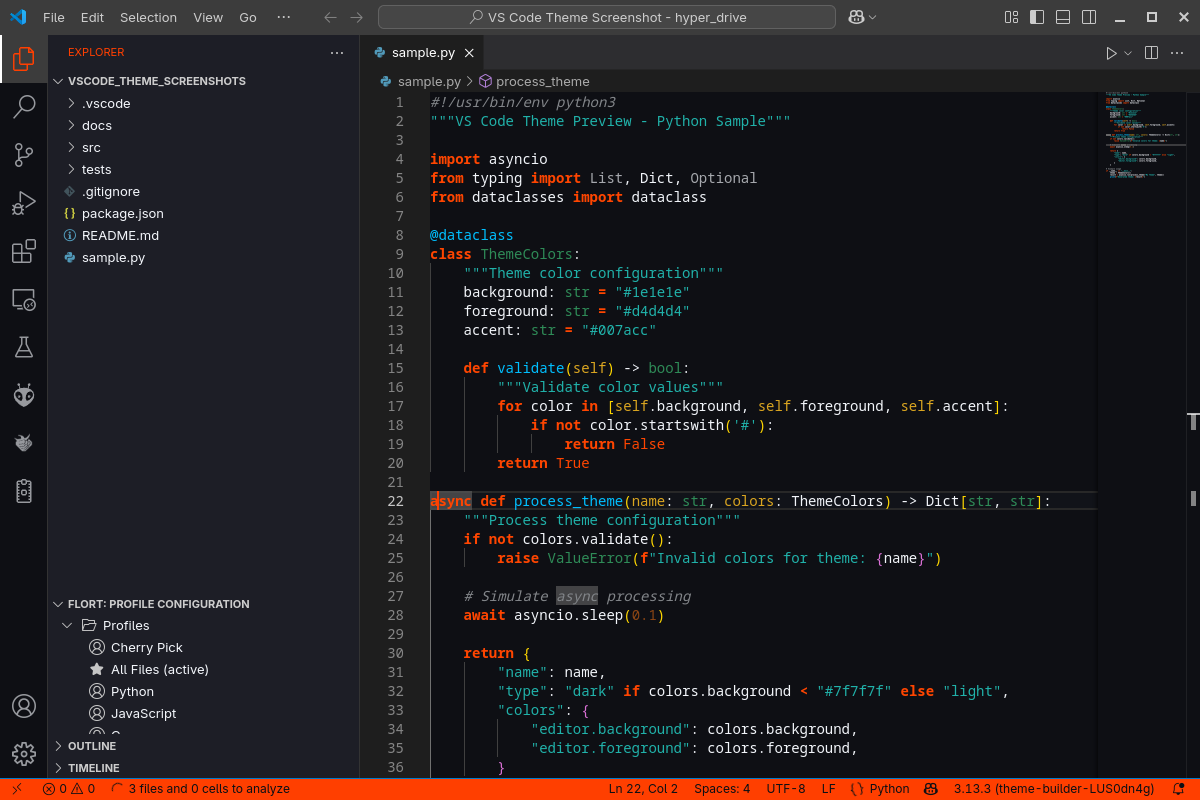 File Edit Selection View Go ··· VS Code Theme Screenshot - hyper_drive
EXPLORER
VSCODE_THEME_SCREENSHOTS
.vscode
docs
src
tests
.gitignore
package.json
README.md
sample.py
FLORT: PROFILE CONFIGURATION
Profiles
Cherry Pick
All Files (active)
Python
JavaScript
OUTLINE
TIMELINE
sample.py
sample.py > process_theme
1 #!/usr/bin/env python3
2 """VS Code Theme Preview - Python Sample"""
3
4 import asyncio
5 from typing import List, Dict, Optional
6 from dataclasses import dataclass
7
8 @dataclass
9 class ThemeColors:
10     """Theme color configuration"""
11     background: str = "#1e1e1e"
12     foreground: str = "#d4d4d4"
13     accent: str = "#007acc"
14
15     def validate(self) -> bool:
16         """Validate color values"""
17         for color in [self.background, self.foreground, self.accent]:
18             if not color.startswith('#'):
19                 return False
20         return True
21
22 async def process_theme(name: str, colors: ThemeColors) -> Dict[str, str]:
23     """Process theme configuration"""
24     if not colors.validate():
25         raise ValueError(f"Invalid colors for theme: {name}")
26
27     # Simulate async processing
28     await asyncio.sleep(0.1)
29
30     return {
31         "name": name,
32         "type": "dark" if colors.background < "#7f7f7f" else "light",
33         "colors": {
34             "editor.background": colors.background,
35             "editor.foreground": colors.foreground,
36         }
0 0 3 files and 0 cells to analyze Ln 22, Col 2 Spaces: 4 UTF-8 LF {} Python 3.13.3 (theme-builder-LUS0dn4g)